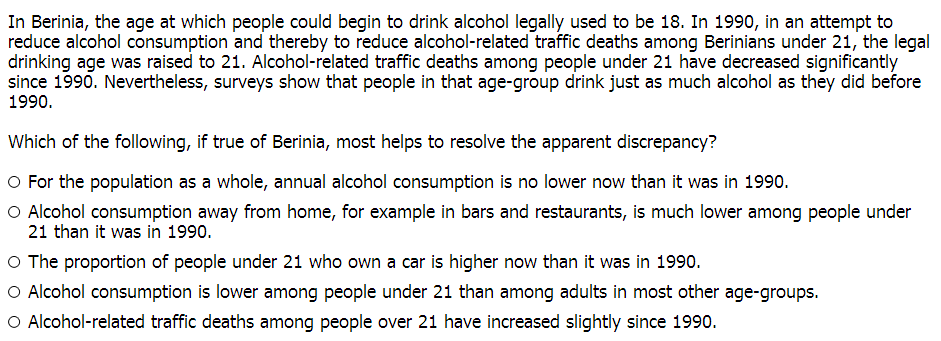 In Berinia, the age at which people could begin to drink alcohol legally used to be 18. In 1990, in an attempt to
reduce alcohol consumption and thereby to reduce alcohol-related traffic deaths among Berinians under 21, the legal
drinking age was raised to 21. Alcohol-related traffic deaths among people under 21 have decreased significantly
since 1990. Nevertheless, surveys show that people in that age-group drink just as much alcohol as they did before
1990.
Which of the following, if true of Berinia, most helps to resolve the apparent discrepancy?
For the population as a whole, annual alcohol consumption is no lower now than it was in 1990.
Alcohol consumption away from home, for example in bars and restaurants, is much lower among people under
21 than it was in 1990.
The proportion of people under 21 who own a car is higher now than it was in 1990.
Alcohol consumption is lower among people under 21 than among adults in most other age-groups.
Alcohol-related traffic deaths among people over 21 have increased slightly since 1990.